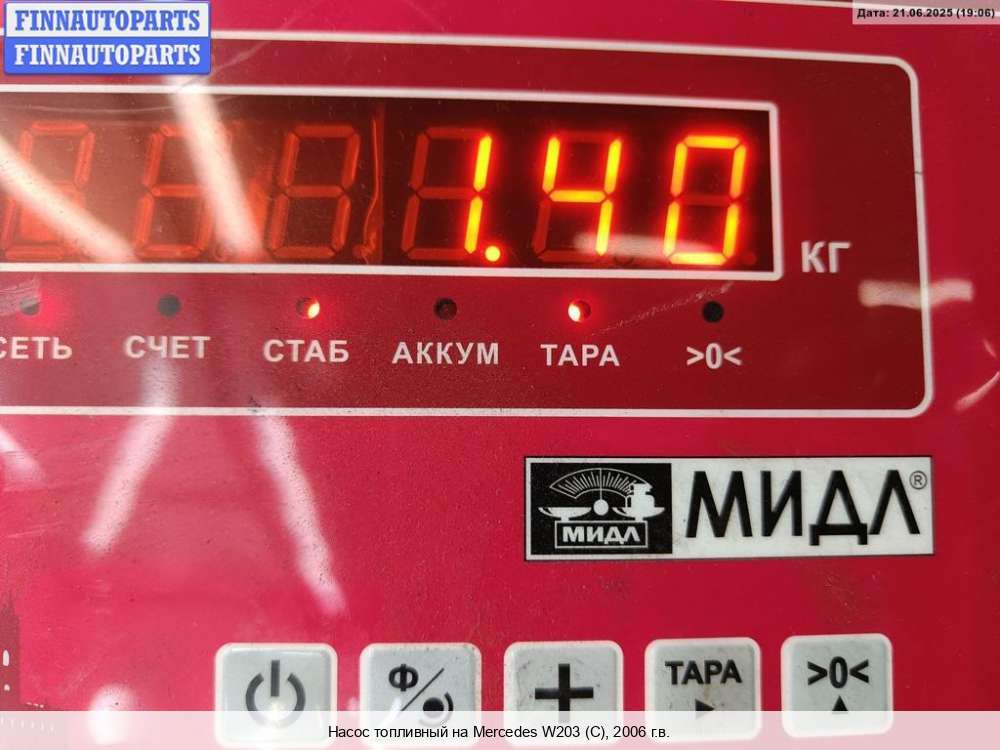 FINNAUTOPARTS
FINNAUTOPARTS
Дата: 21.06.2025 (19:06)
1.40
КГ
СЕТЬ СЧЕТ СТАБ АККУМ ТАРА >0<
МИДЛ МИДЛ®
Ф ТАРА >0<
+
Насос топливный на Mercedes W203 (C), 2006 г.в.